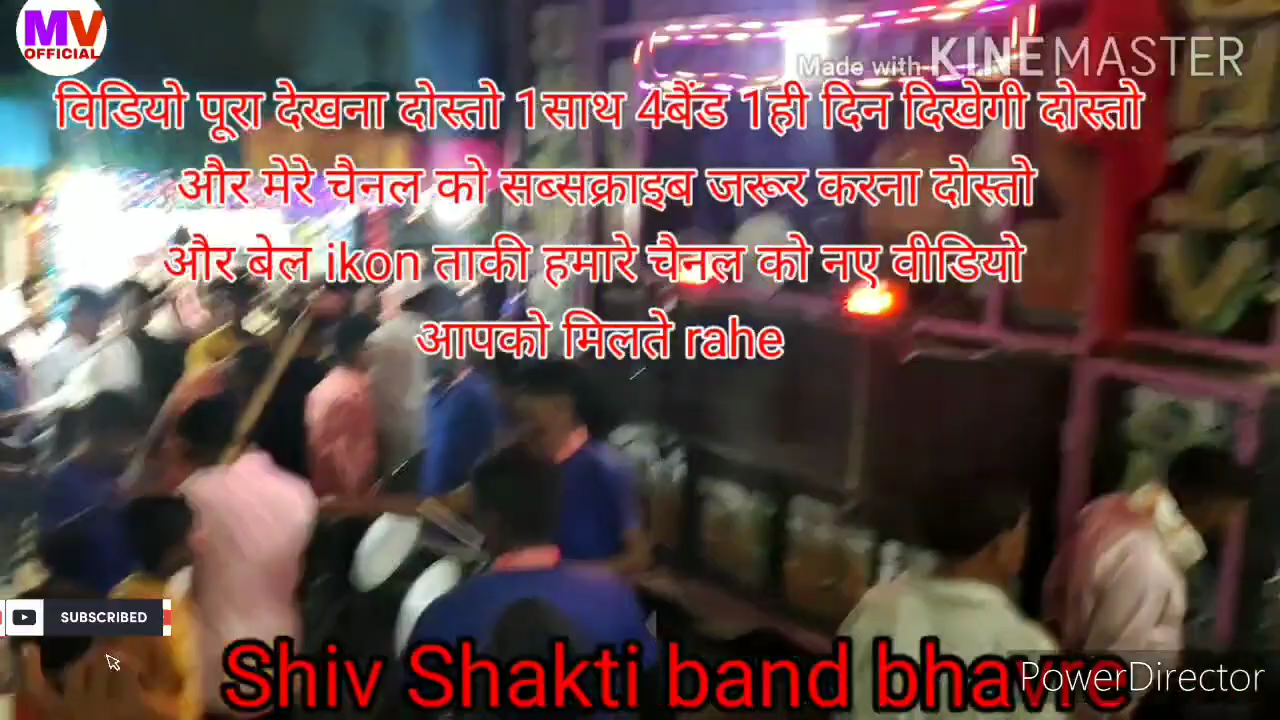 MV
OFFICIAL
Made with KINEMASTER
विडियो पूरा देखना दोस्तो 1साथ 4बैंड 1ही दिन दिखेगी दोस्तो
और मेरे चैनल को सब्सक्राइब जरूर करना दोस्तो
और बेल ikon ताकी हमारे चैनल को नए वीडियो
आपको मिलते rahe
SUBSCRIBED
Shiv Shakti band bhavre
PowerDirector